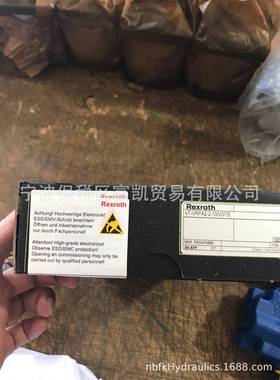 Rexroth
Rexroth
Achtung! Hochwertige Elektronik!
ESD/EMV-Schutz beachten!
Öffnen und Inbetriebnahme
nur durch Fachpersonal!
Attention! High-grade electronics!
Observe ESD/EMC protection!
Opening an commissioning may only
be carried out by qualified personnel!
Rexroth
宁波保税区富凯贸易有限公司
nbfkHydraulics.1688.com